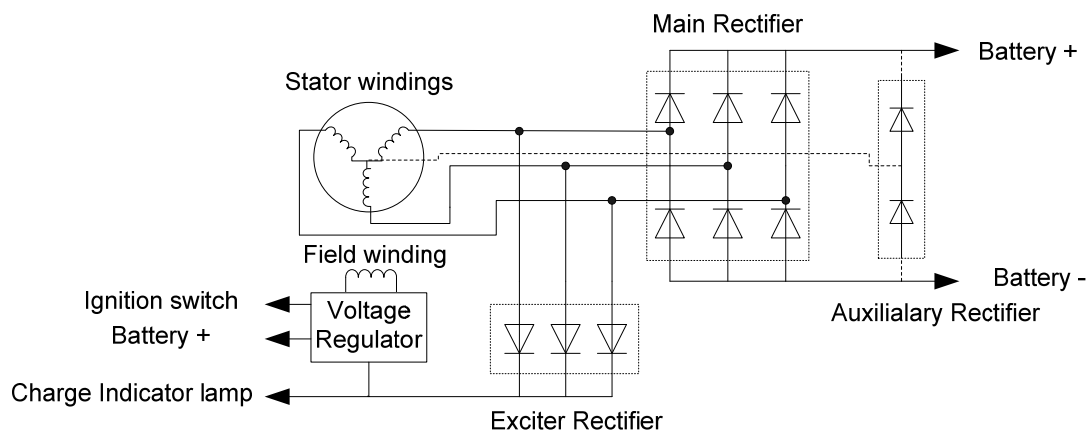 Main Rectifier
Battery +
Stator windings
Field winding
Ignition switch
Voltage
Regulator
Battery +
Battery -
Auxilialary Rectifier
Charge Indicator lamp
Exciter Rectifier